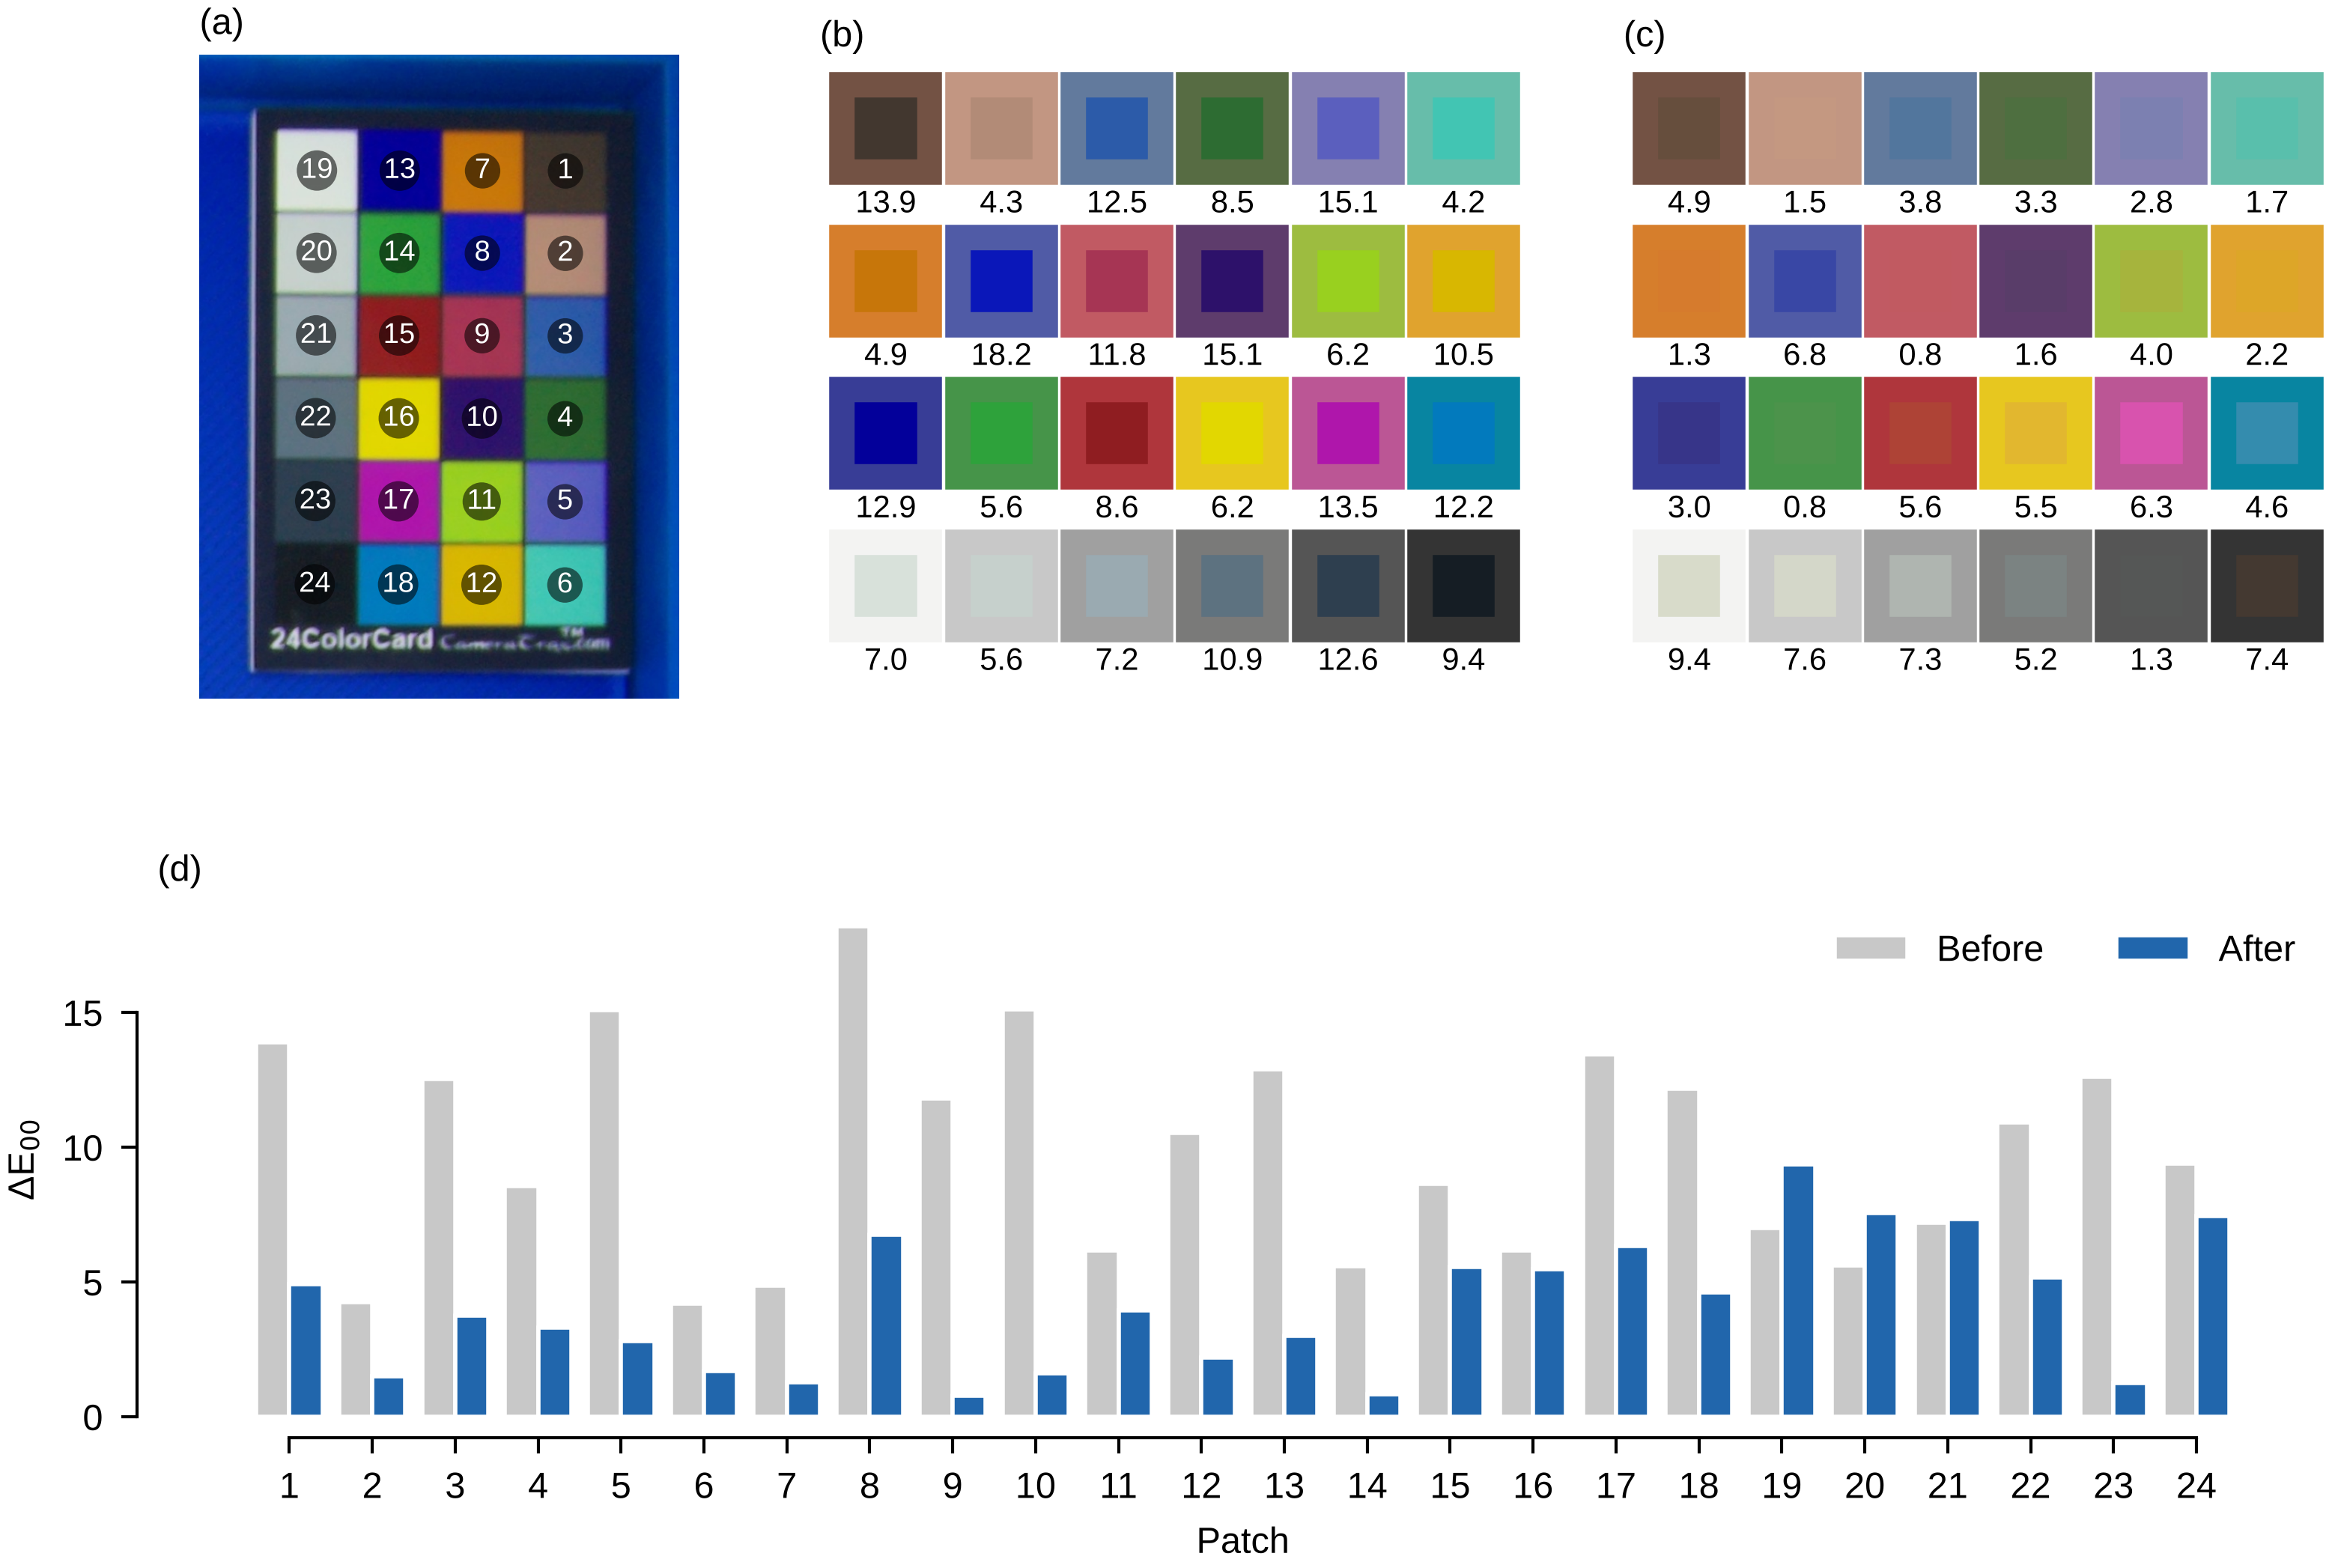 (a)
19 13 7 1
20 14 8 2
21 15 9 3
22 16 10 4
23 17 11 5
24 18 12 6
24ColorCard
(b)
13.9 4.3 12.5 8.5 15.1 4.2
4.9 18.2 11.8 15.1 6.2 10.5
12.9 5.6 8.6 6.2 13.5 12.2
7.0 5.6 7.2 10.9 12.6 9.4
(c)
4.9 1.5 3.8 3.3 2.8 1.7
1.3 6.8 0.8 1.6 4.0 2.2
3.0 0.8 5.6 5.5 6.3 4.6
9.4 7.6 7.3 5.2 1.3 7.4
(d)
Before After
15
10
5
0
ΔE00
1 2 3 4 5 6 7 8 9 10 11 12 13 14 15 16 17 18 19 20 21 22 23 24
Patch